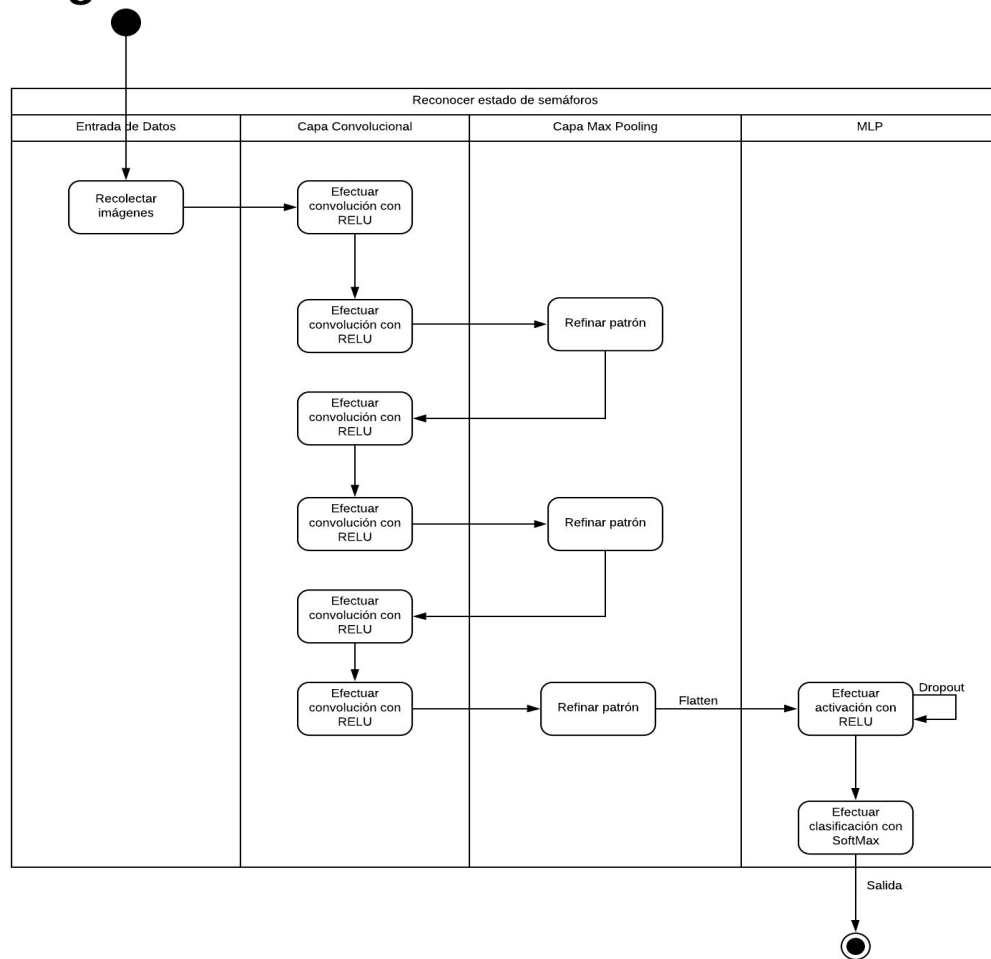 Reconocer estado de semáforos
Entrada de Datos
Capa Convolucional
Capa Max Pooling
MLP
Recolectar
imágenes
Efectuar
convolución con
RELU
Efectuar
convolución con
RELU
Refinar patrón
Efectuar
convolución con
RELU
Efectuar
convolución con
RELU
Refinar patrón
Efectuar
convolución con
RELU
Efectuar
convolución con
RELU
Refinar patrón
Flatten
Efectuar
activación con
RELU
Dropout
Efectuar
clasificación con
SoftMax
Salida